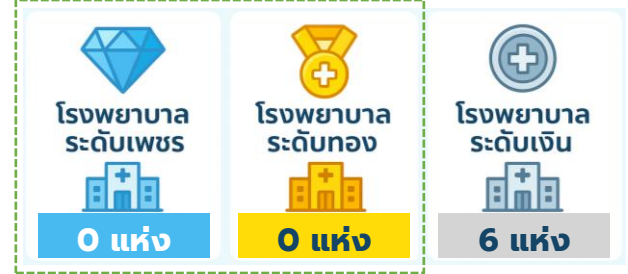 โรงพยาบาล
ระดับเพชร
0 แห่ง
โรงพยาบาล
ระดับทอง
0 แห่ง
โรงพยาบาล
ระดับเงิน
6 แห่ง